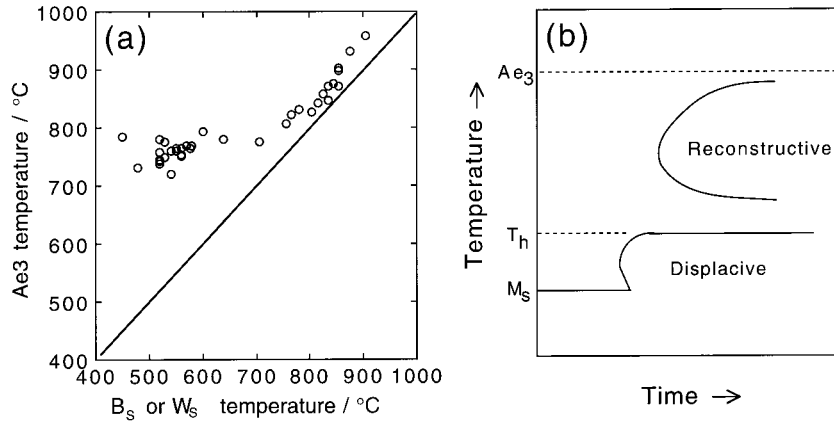 (a)
1000
900
800
700
600
500
400
Ae3 temperature / °C
400 500 600 700 800 900 1000
Bs or Ws temperature / °C
(b)
Ae3
Th
Ms
Temperature →
Reconstructive
Displacive
Time →